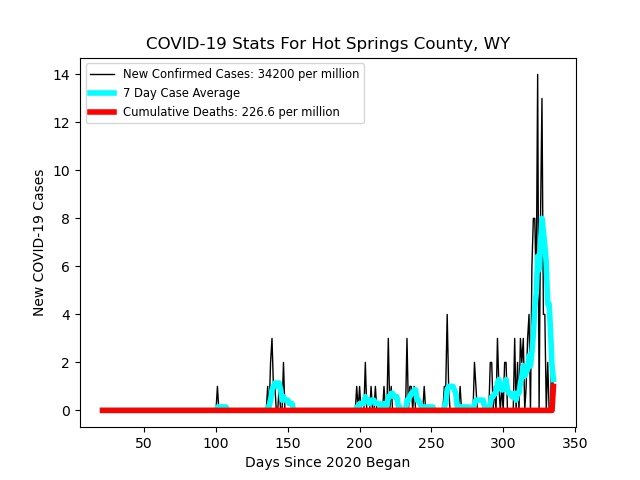 COVID-19 Stats For Hot Springs County, WY
New Confirmed Cases: 34200 per million
7 Day Case Average
Cumulative Deaths: 226.6 per million
New COVID-19 Cases
14
12
10
8
6
4
2
0
50 100 150 200 250 300 350
Days Since 2020 Began